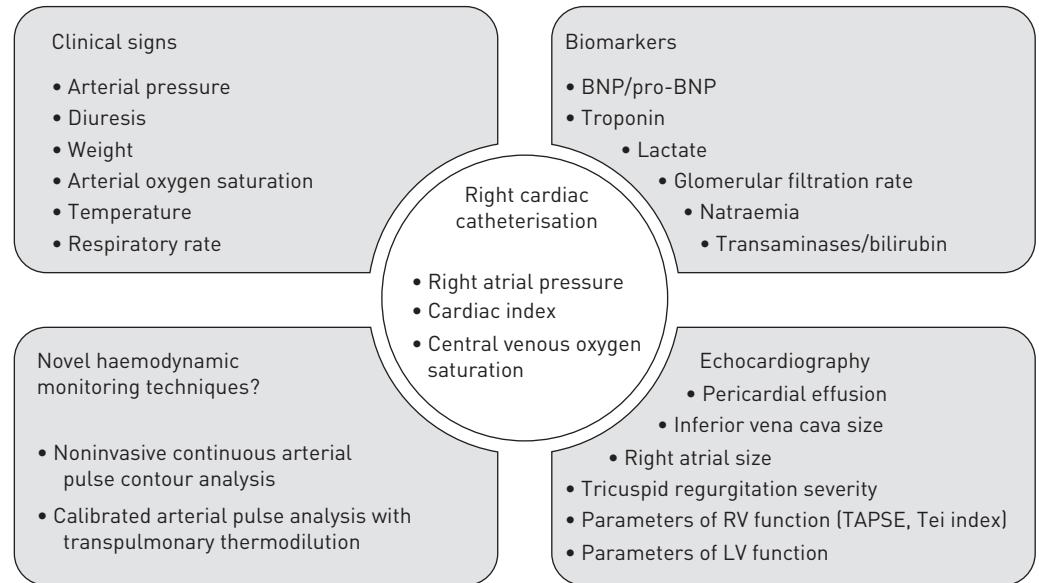 Clinical signs
• Arterial pressure
• Diuresis
• Weight
• Arterial oxygen saturation
• Temperature
• Respiratory rate
Biomarkers
• BNP/pro-BNP
• Troponin
• Lactate
• Glomerular filtration rate
• Natraemia
• Transaminases/bilirubin
Right cardiac
catheterisation
• Right atrial pressure
• Cardiac index
• Central venous oxygen
saturation
Novel haemodynamic
monitoring techniques?
• Noninvasive continuous arterial
pulse contour analysis
• Calibrated arterial pulse analysis with
transpulmonary thermodilution
Echocardiography
• Pericardial effusion
• Inferior vena cava size
• Right atrial size
• Tricuspid regurgitation severity
• Parameters of RV function (TAPSE, Tei index)
• Parameters of LV function